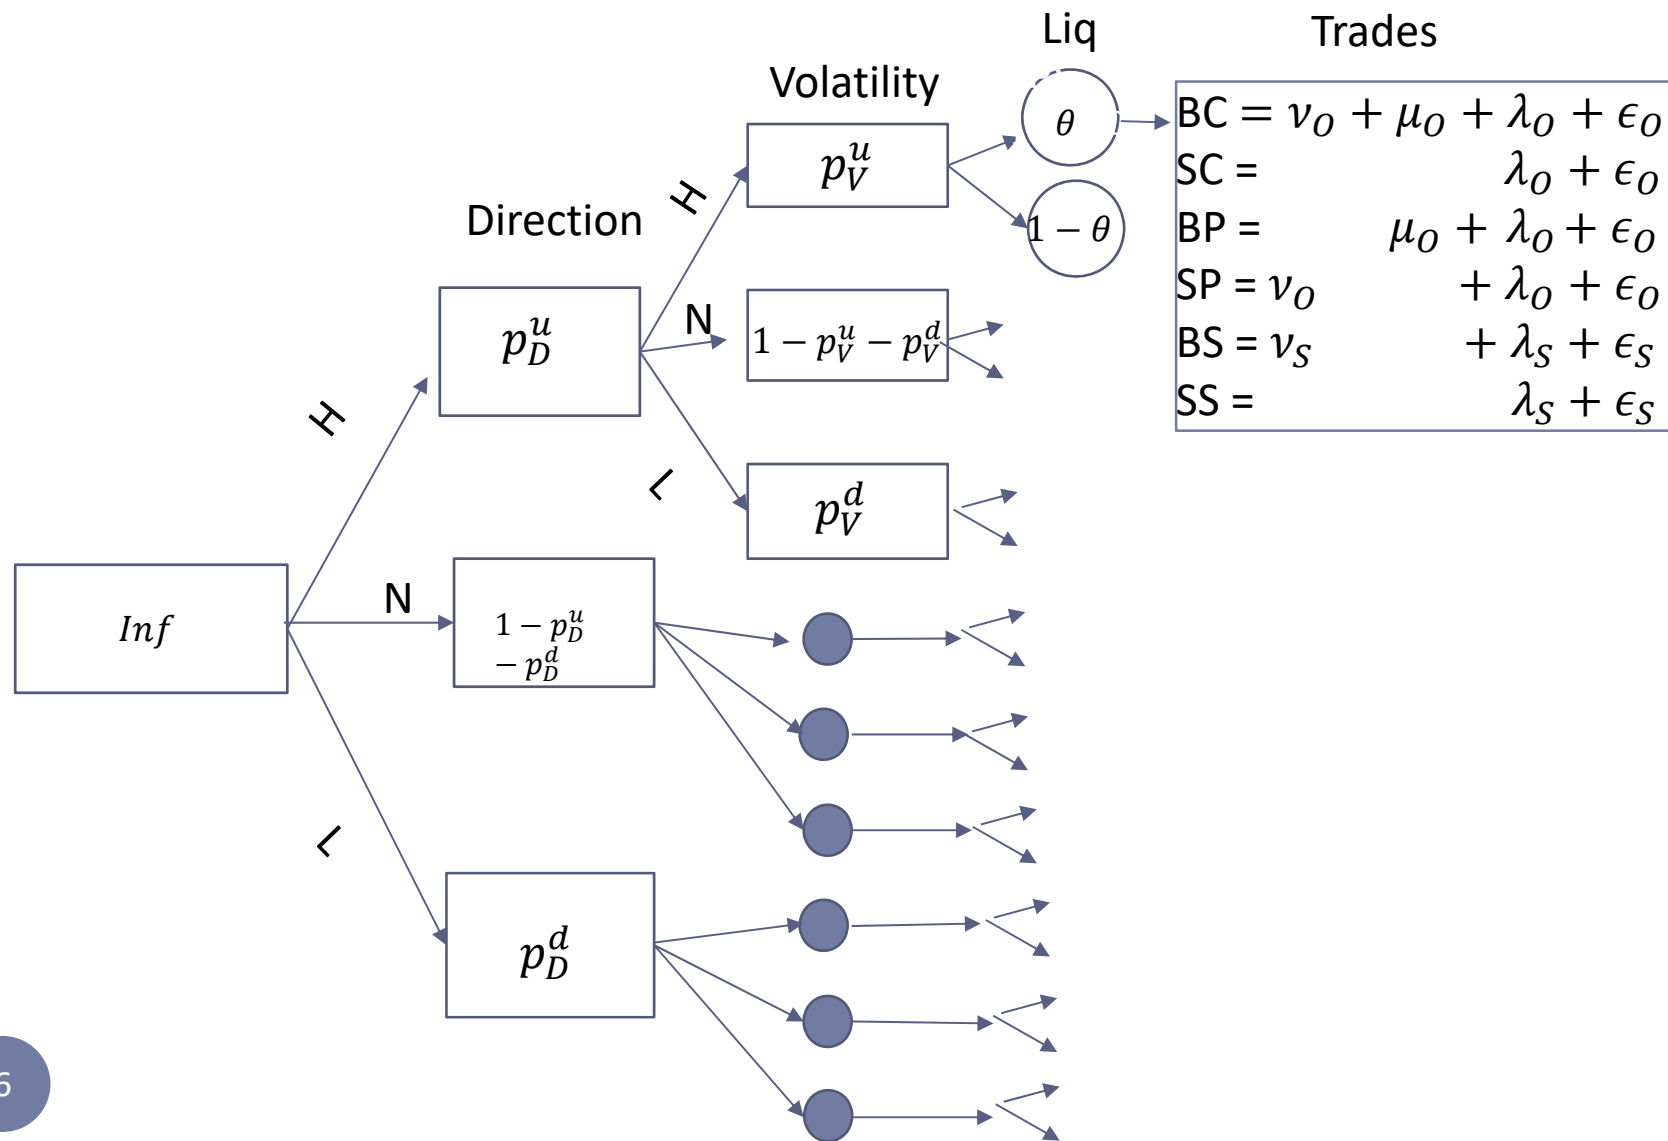 Liq
Trades
Volatility
Direction
H
N
L
H
N
L
Inf
p_D^u
1 − p_D^u
− p_D^d
p_D^d
p_V^u
1 − p_V^u − p_V^d
p_V^d
θ
1 − θ
BC = ν_O + μ_O + λ_O + ϵ_O
SC = λ_O + ϵ_O
BP = μ_O + λ_O + ϵ_O
SP = ν_O + λ_O + ϵ_O
BS = ν_S + λ_S + ϵ_S
SS = λ_S + ϵ_S
6